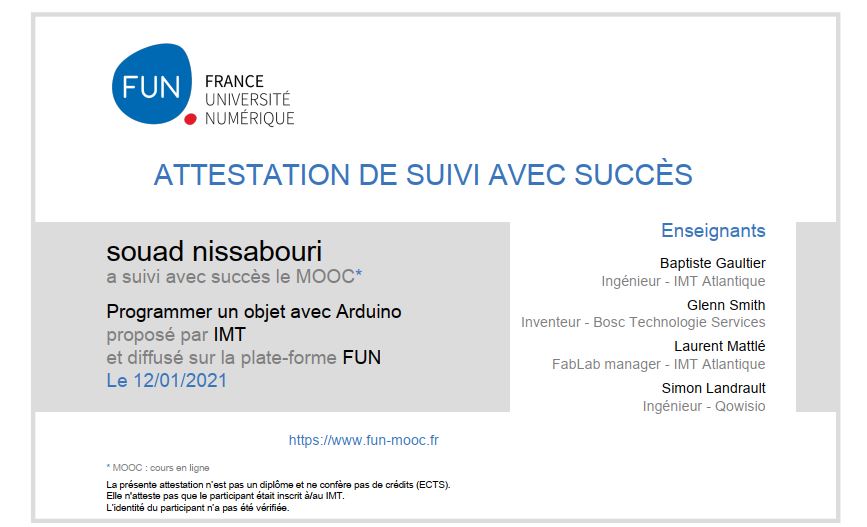 FUN
FRANCE
UNIVERSITÉ
NUMÉRIQUE
ATTESTATION DE SUIVI AVEC SUCCÈS
souad nissabouri
a suivi avec succès le MOOC*
Programmer un objet avec Arduino
proposé par IMT
et diffusé sur la plate-forme FUN
Le 12/01/2021
Enseignants
Baptiste Gaultier
Ingénieur - IMT Atlantique
Glenn Smith
Inventeur - Bosc Technologie Services
Laurent Mattlé
FabLab manager - IMT Atlantique
Simon Landrault
Ingénieur - Qowisio
https://www.fun-mooc.fr
* MOOC : cours en ligne
La présente attestation n'est pas un diplôme et ne confère pas de crédits (ECTS).
Elle n'atteste pas que le participant était inscrit à/au IMT.
L'identité du participant n'a pas été vérifiée.